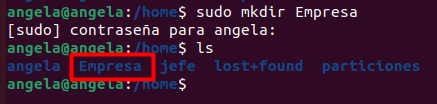 angela@angela:/home$ sudo mkdir Empresa
[sudo] contraseña para angela:
angela@angela:/home$ ls
angela Empresa jefe lost+found particiones
angela@angela:/home$